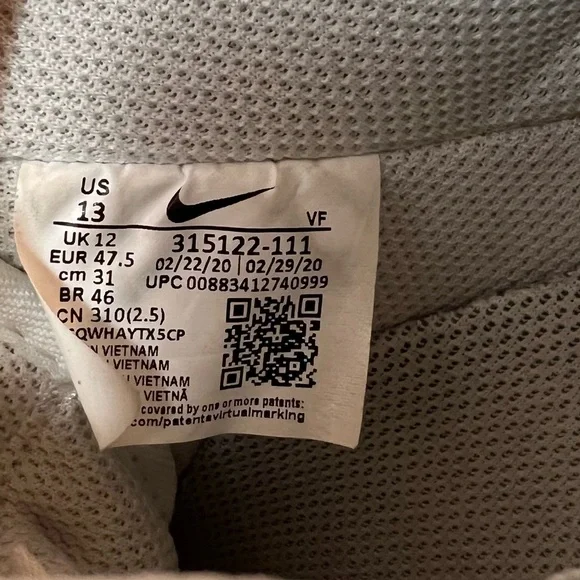 US
13
VF
UK 12
315122-111
EUR 47.5
02/22/20 | 02/29/20
cm 31
UPC 00883412740999
BR 46
CN 310(2.5)
QWHAYTX5CP
VIETNAM
VIETNAM
VIETNAM
VIETNÃ
covered by one or more patents:
.com/patentsvirtualmarking